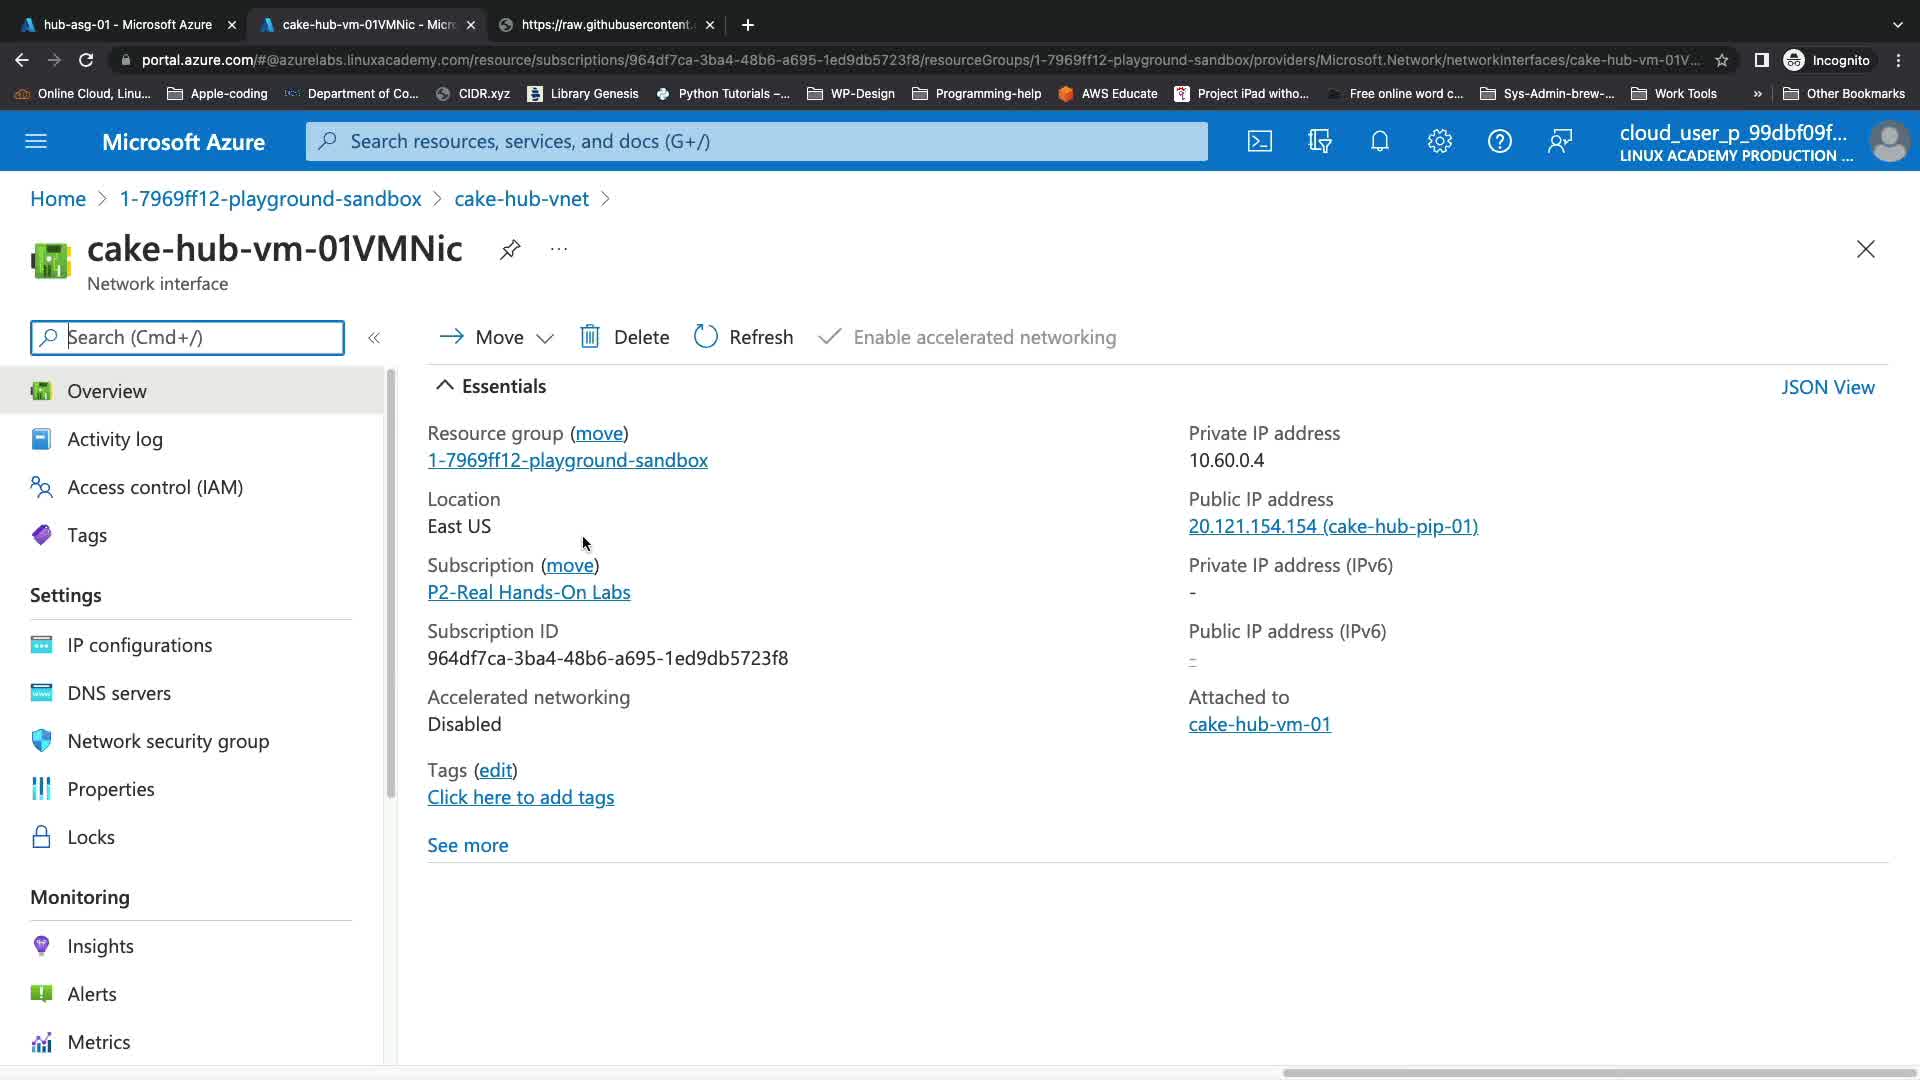 hub-asg-01 - Microsoft Azure
cake-hub-vm-01VMNic - Micro
https://raw.githubusercontent.
portal.azure.com/#@azurelabs.linuxacademy.com/resource/subscriptions/964df7ca-3ba4-48b6-a695-1ed9db5723f8/resourceGroups/1-7969ff12-playground-sandbox/providers/Microsoft.Network/networkInterfaces/cake-hub-vm-01V...
Incognito
Online Cloud, Linu...
Apple-coding
Department of Co...
CIDR.xyz
Library Genesis
Python Tutorials –...
WP-Design
Programming-help
AWS Educate
Project iPad witho...
Free online word c...
Sys-Admin-brew-...
Work Tools
»
Other Bookmarks
Microsoft Azure
Search resources, services, and docs (G+/)
cloud_user_p_99dbf09f...
LINUX ACADEMY PRODUCTION ...
Home > 1-7969ff12-playground-sandbox > cake-hub-vnet >
cake-hub-vm-01VMNic
...
Network interface
Search (Cmd+/)
«
Move
Delete
Refresh
Enable accelerated networking
Overview
Activity log
Access control (IAM)
Tags
Settings
IP configurations
DNS servers
Network security group
Properties
Locks
Monitoring
Insights
Alerts
Metrics
Essentials
JSON View
Resource group (move)
1-7969ff12-playground-sandbox
Location
East US
Subscription (move)
P2-Real Hands-On Labs
Subscription ID
964df7ca-3ba4-48b6-a695-1ed9db5723f8
Accelerated networking
Disabled
Tags (edit)
Click here to add tags
See more
Private IP address
10.60.0.4
Public IP address
20.121.154.154 (cake-hub-pip-01)
Private IP address (IPv6)
-
Public IP address (IPv6)
-
Attached to
cake-hub-vm-01